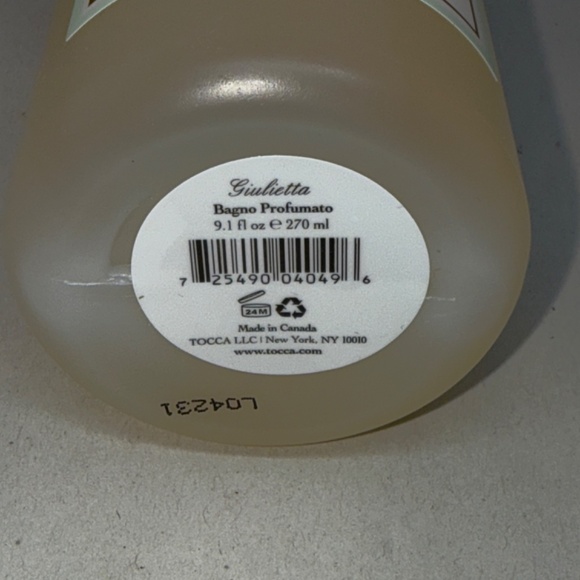 Giulietta
Bagno Profumato
9.1 fl oz ℮ 270 ml
7 25490 04049 6
24M
Made in Canada
TOCCA LLC | New York, NY 10010
www.tocca.com
L04231